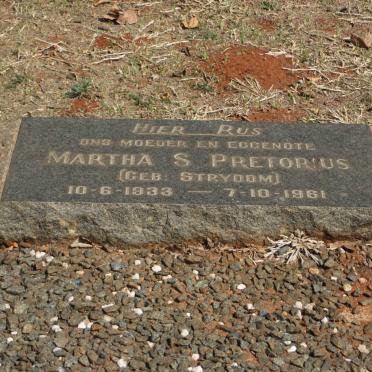 HIER RUS
ONS MOEDER EN EGGENOTE
MARTHA S. PRETORIUS
(GEB. STRYDOM)
10-6-1933 — 7-10-1961